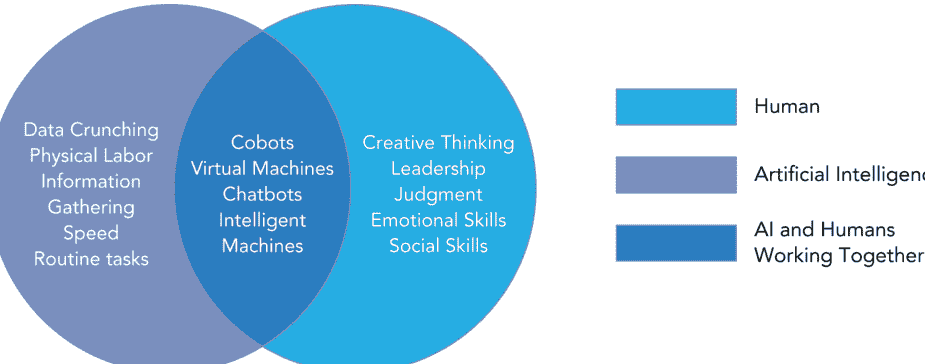 Data Crunching
Physical Labor
Information
Gathering
Speed
Routine tasks
Cobots
Virtual Machines
Chatbots
Intelligent
Machines
Creative Thinking
Leadership
Judgment
Emotional Skills
Social Skills
Human
Artificial Intelligenc
AI and Humans
Working Together